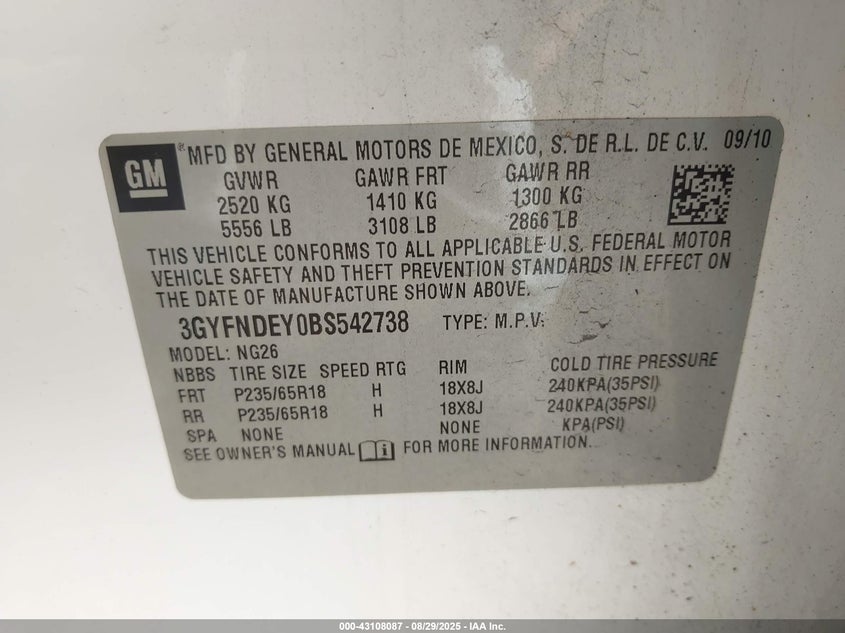 GM ® MFD BY GENERAL MOTORS DE MEXICO, S. DE R.L. DE C.V. 09/10
GVWR GAWR FRT GAWR RR
2520 KG 1410 KG 1300 KG
5556 LB 3108 LB 2866 LB
THIS VEHICLE CONFORMS TO ALL APPLICABLE U.S. FEDERAL MOTOR
VEHICLE SAFETY AND THEFT PREVENTION STANDARDS IN EFFECT ON
THE DATE OF MANUFACTURE SHOWN ABOVE.
3GYFNDEY0BS542738 TYPE: M.P.V.
MODEL: NG26
NBBS TIRE SIZE SPEED RTG RIM COLD TIRE PRESSURE
FRT P235/65R18 H 18X8J 240KPA(35PSI)
RR P235/65R18 H 18X8J 240KPA(35PSI)
SPA NONE NONE KPA(PSI)
SEE OWNER'S MANUAL FOR MORE INFORMATION.
000-43108087 - 08/29/2025 - IAA Inc.